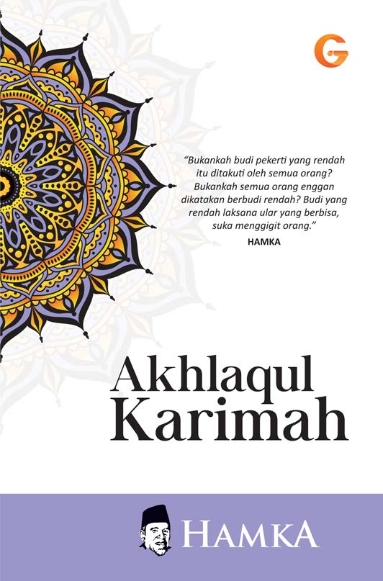 G
“Bukankah budi pekerti yang rendah
itu ditakuti oleh semua orang?
Bukankah semua orang enggan
dikatakan berbudi rendah? Budi yang
rendah laksana ular yang berbisa,
suka menggigit orang.”
HAMKA
Akhlaqul
Karimah
HAMKA